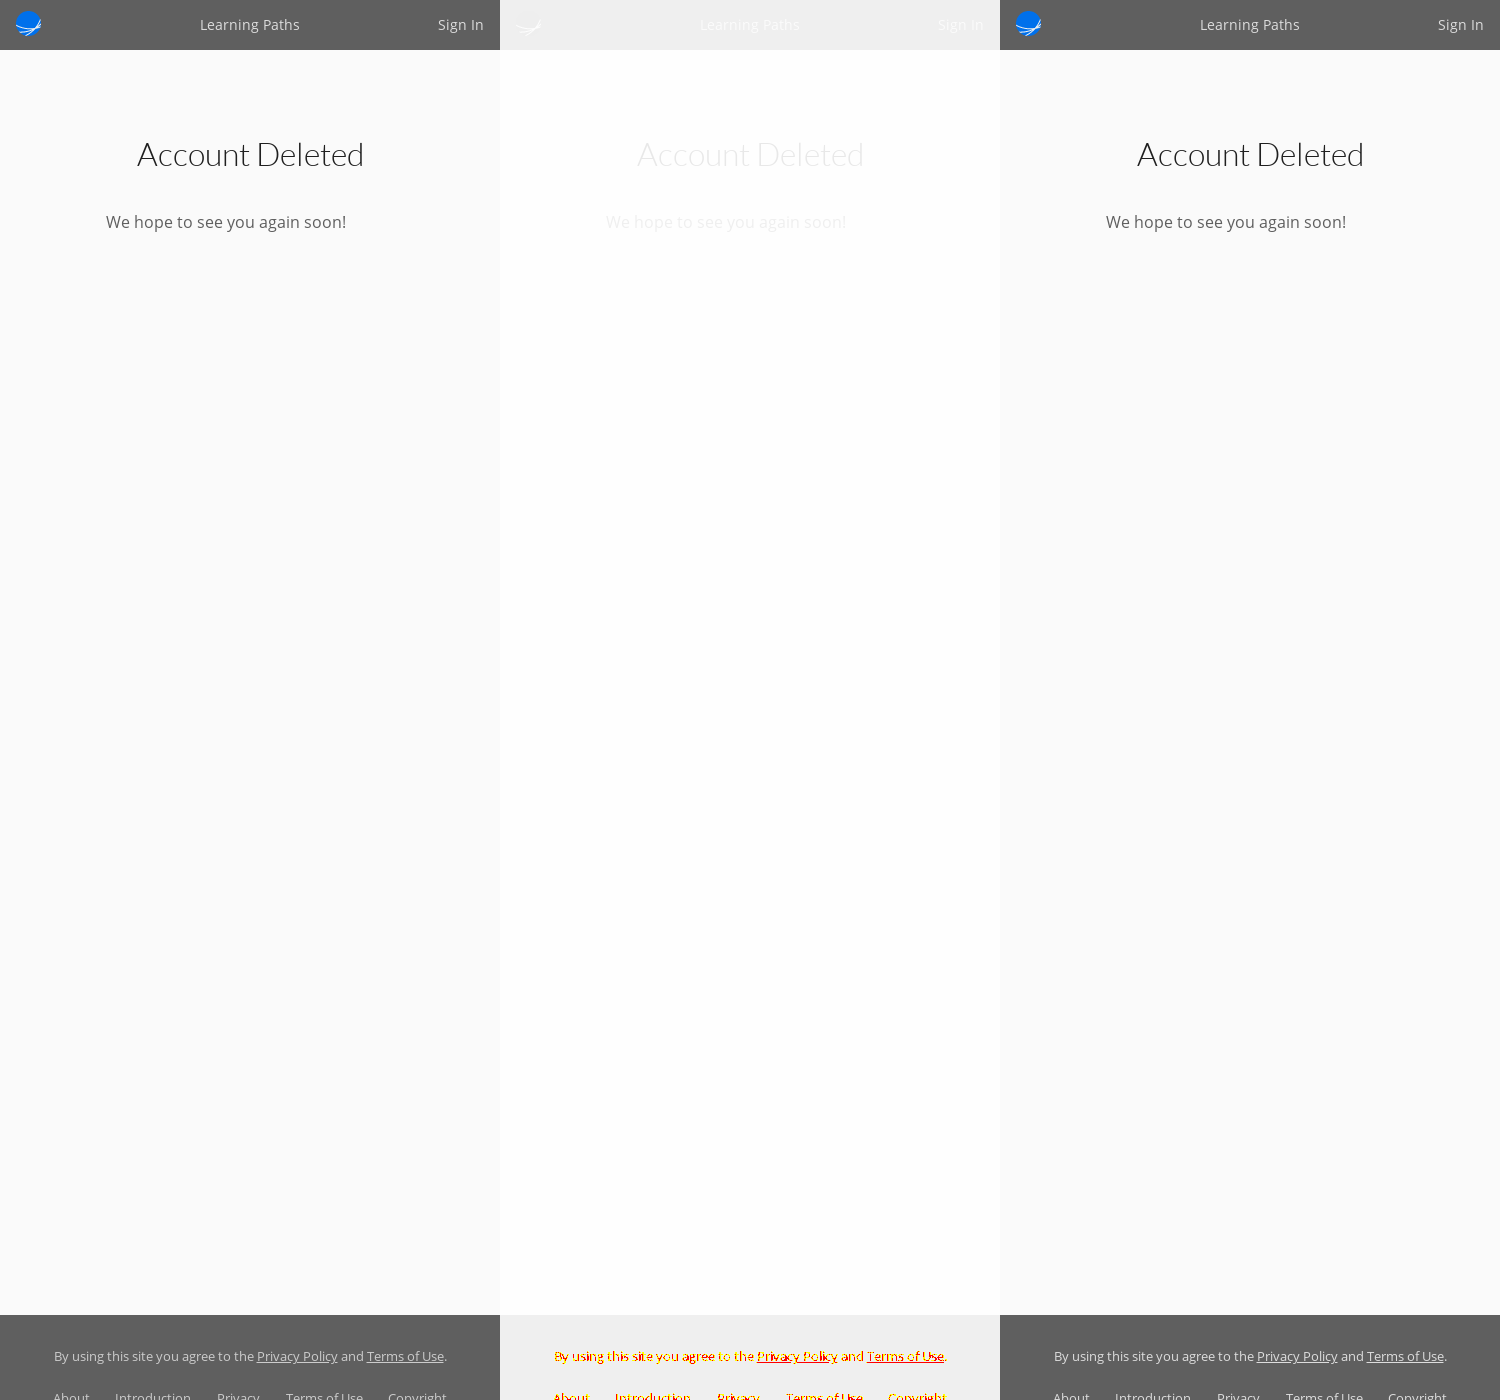 Learning Paths Sign In
Account Deleted
We hope to see you again soon!
By using this site you agree to the Privacy Policy and Terms of Use.
About Introduction Privacy Terms of Use Copyright
Learning Paths Sign In
Account Deleted
We hope to see you again soon!
By using this site you agree to the Privacy Policy and Terms of Use.
About Introduction Privacy Terms of Use Copyright
Learning Paths Sign In
Account Deleted
We hope to see you again soon!
By using this site you agree to the Privacy Policy and Terms of Use.
About Introduction Privacy Terms of Use Copyright